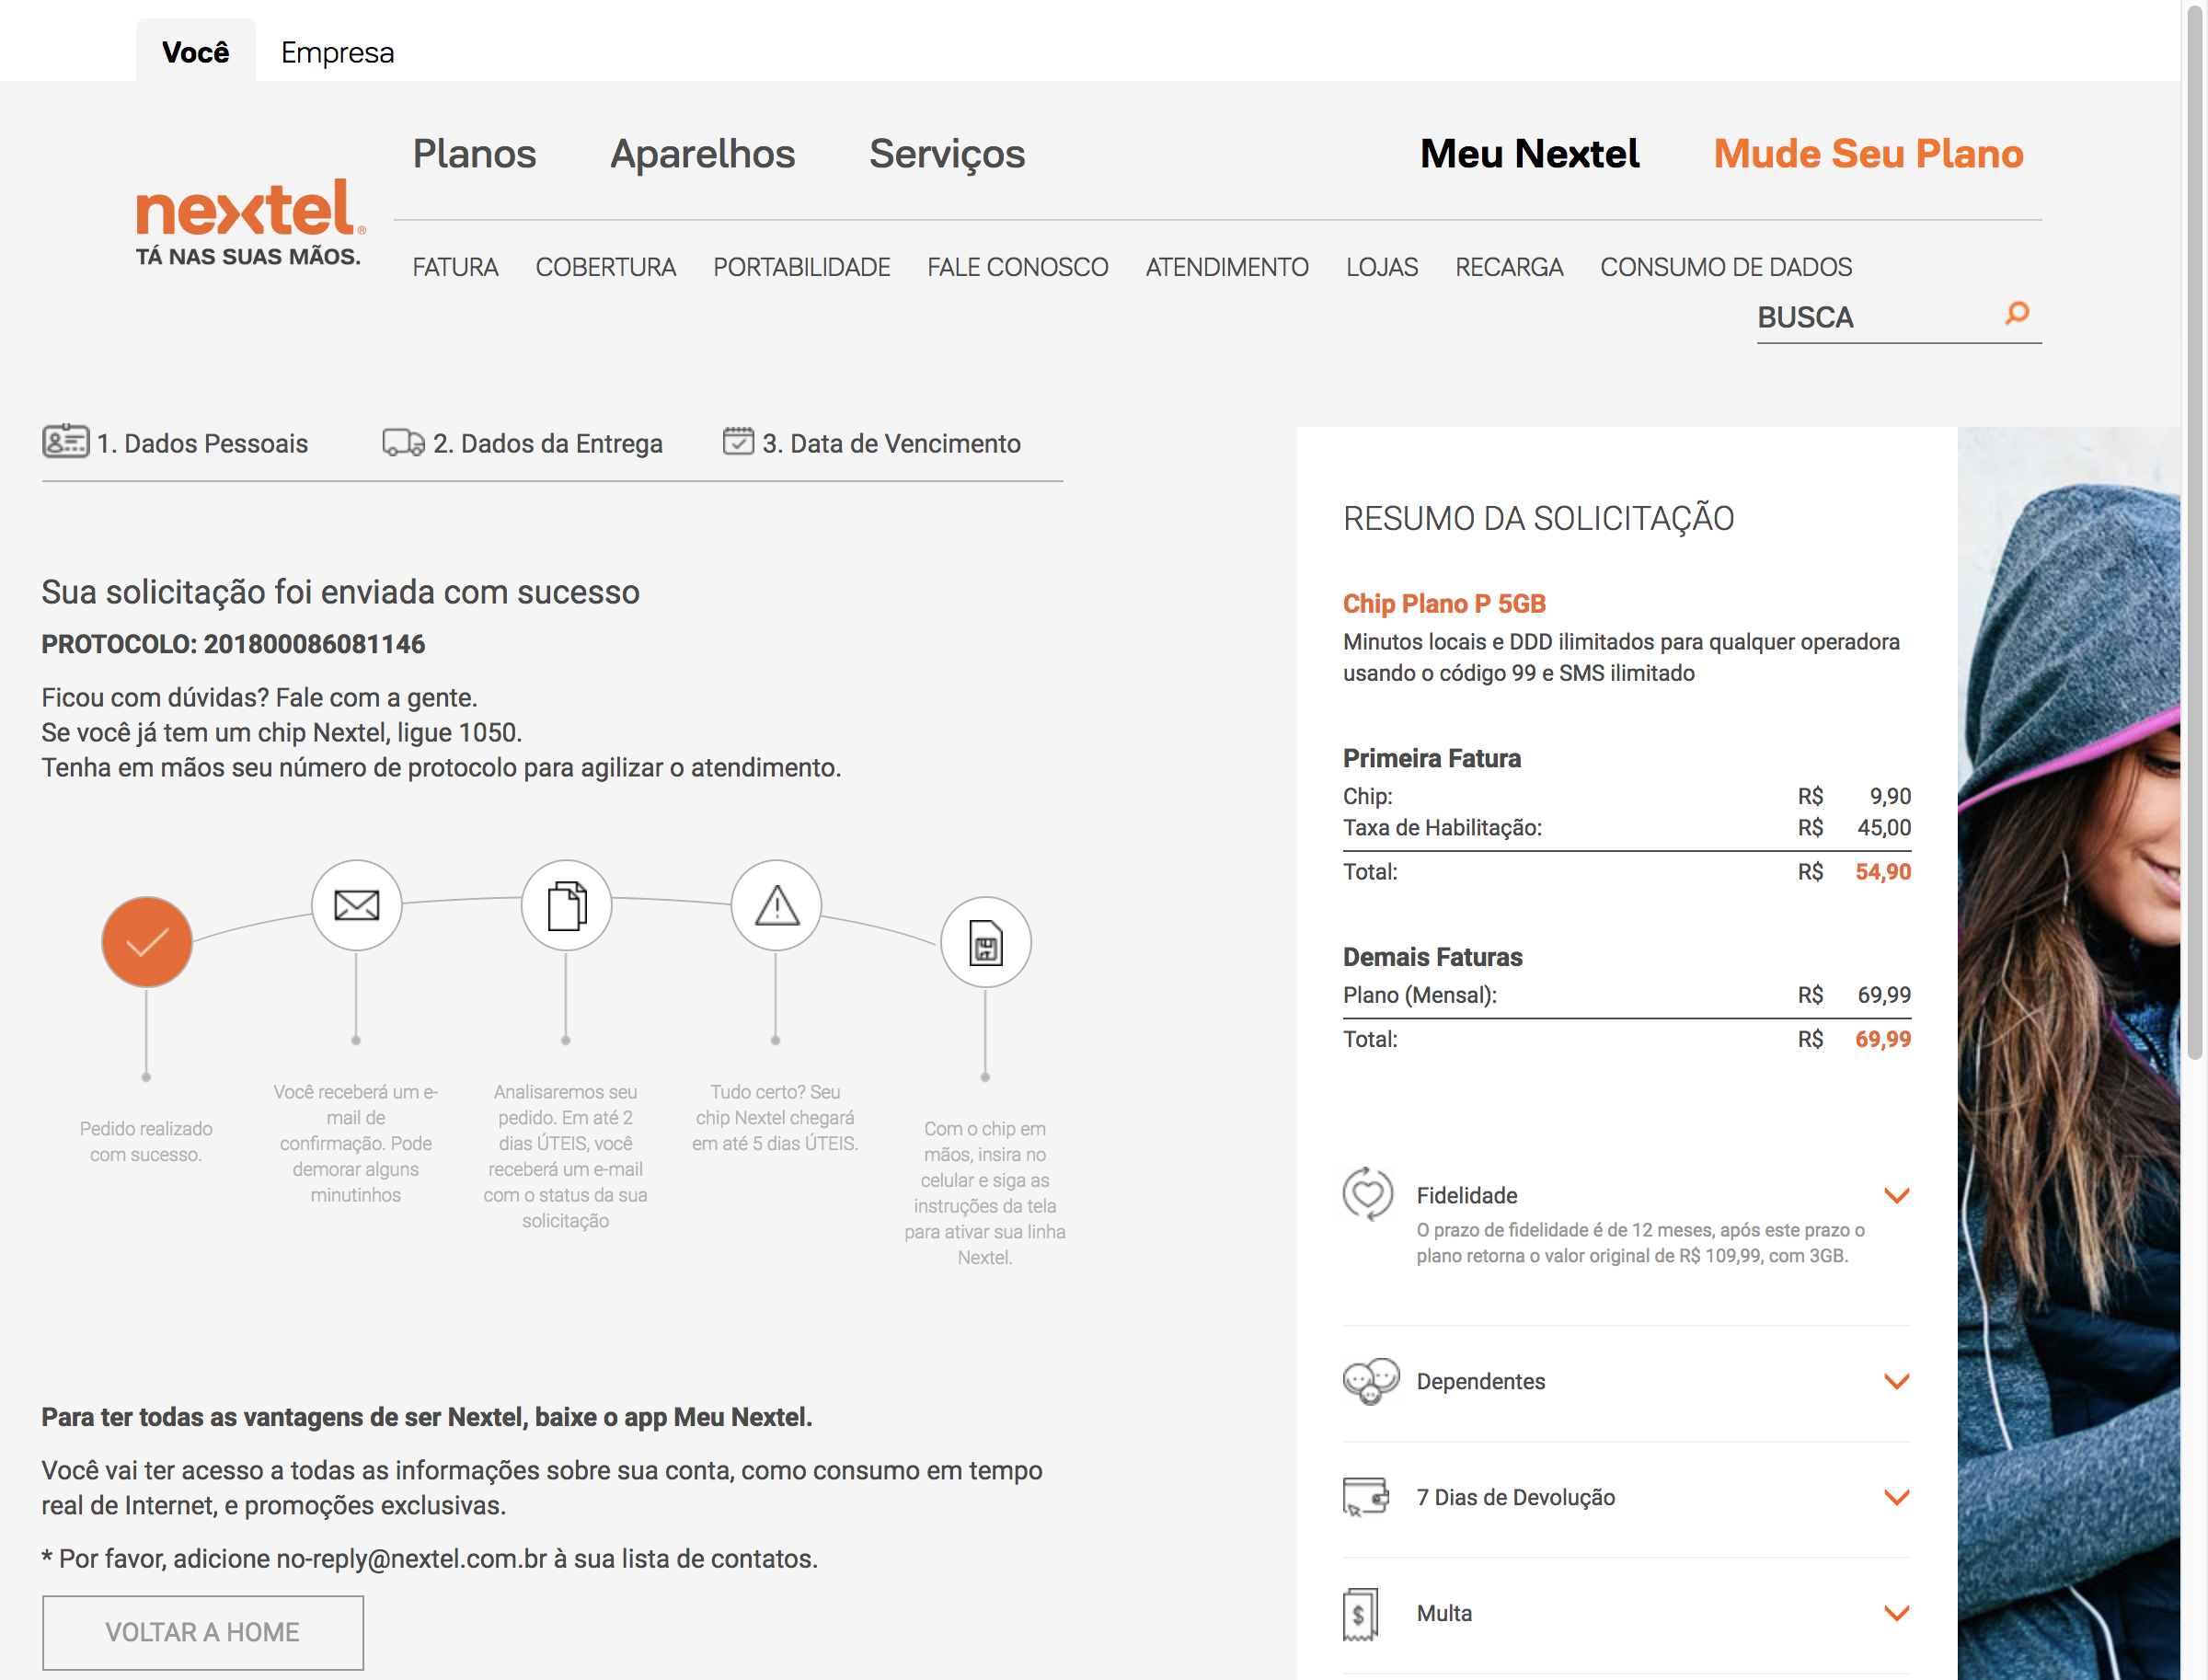 Você Empresa
Planos Aparelhos Serviços Meu Nextel Mude Seu Plano
nextel®
TÁ NAS SUAS MÃOS.
FATURA COBERTURA PORTABILIDADE FALE CONOSCO ATENDIMENTO LOJAS RECARGA CONSUMO DE DADOS
BUSCA
1. Dados Pessoais 2. Dados da Entrega 3. Data de Vencimento
Sua solicitação foi enviada com sucesso
PROTOCOLO: 201800086081146
Ficou com dúvidas? Fale com a gente.
Se você já tem um chip Nextel, ligue 1050.
Tenha em mãos seu número de protocolo para agilizar o atendimento.
Pedido realizado
com sucesso.
Você receberá um e-
mail de
confirmação. Pode
demorar alguns
minutinhos
Analisaremos seu
pedido. Em até 2
dias ÚTEIS, você
receberá um e-mail
com o status da sua
solicitação
Tudo certo? Seu
chip Nextel chegará
em até 5 dias ÚTEIS.
Com o chip em
mãos, insira no
celular e siga as
instruções da tela
para ativar sua linha
Nextel.
Para ter todas as vantagens de ser Nextel, baixe o app Meu Nextel.
Você vai ter acesso a todas as informações sobre sua conta, como consumo em tempo
real de Internet, e promoções exclusivas.
* Por favor, adicione no-reply@nextel.com.br à sua lista de contatos.
VOLTAR A HOME
RESUMO DA SOLICITAÇÃO
Chip Plano P 5GB
Minutos locais e DDD ilimitados para qualquer operadora
usando o código 99 e SMS ilimitado
Primeira Fatura
Chip: R$ 9,90
Taxa de Habilitação: R$ 45,00
Total: R$ 54,90
Demais Faturas
Plano (Mensal): R$ 69,99
Total: R$ 69,99
Fidelidade
O prazo de fidelidade é de 12 meses, após este prazo o
plano retorna o valor original de R$ 109,99, com 3GB.
Dependentes
7 Dias de Devolução
$ Multa